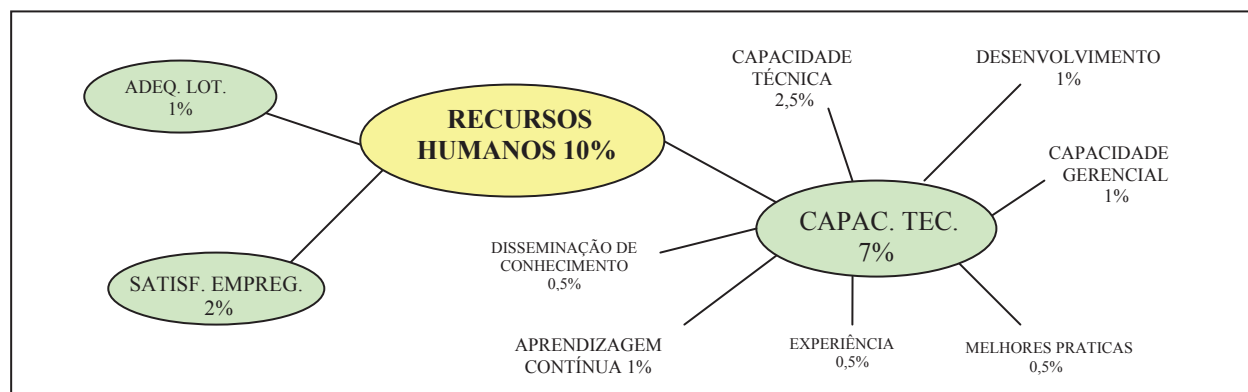 ADEQ. LOT.
1%
RECURSOS
HUMANOS 10%
SATISF. EMPREG.
2%
CAPACIDADE
TÉCNICA
2,5%
DESENVOLVIMENTO
1%
CAPACIDADE
GERENCIAL
1%
CAPAC. TEC.
7%
DISSEMINAÇÃO DE
CONHECIMENTO
0,5%
APRENDIZAGEM
CONTÍNUA 1%
EXPERIÊNCIA
0,5%
MELHORES PRATICAS
0,5%